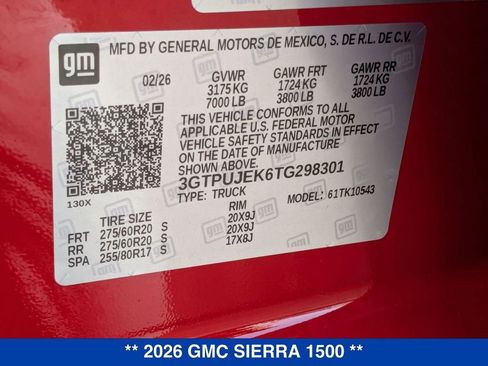 gm
MFD BY GENERAL MOTORS DE MEXICO, S. DE R.L. DE C.V.
02/26 GVWR GAWR FRT GAWR RR
3175 KG 1724 KG 1724 KG
7000 LB 3800 LB 3800 LB
THIS VEHICLE CONFORMS TO
ALL APPLICABLE U.S. FEDERAL MOTOR
VEHICLE SAFETY STANDARDS IN EFFECT
ON THE DATE OF MANUFACTURE
SHOWN ABOVE.
3GTPUJEK6TG298301
130X
TYPE: TRUCK MODEL: 61TK10543
TIRE SIZE RIM
FRT 275/60R20 S 20X9J
RR 275/60R20 S 20X9J
SPA 255/80R17 S 17X8J
** 2026 GMC SIERRA 1500 **